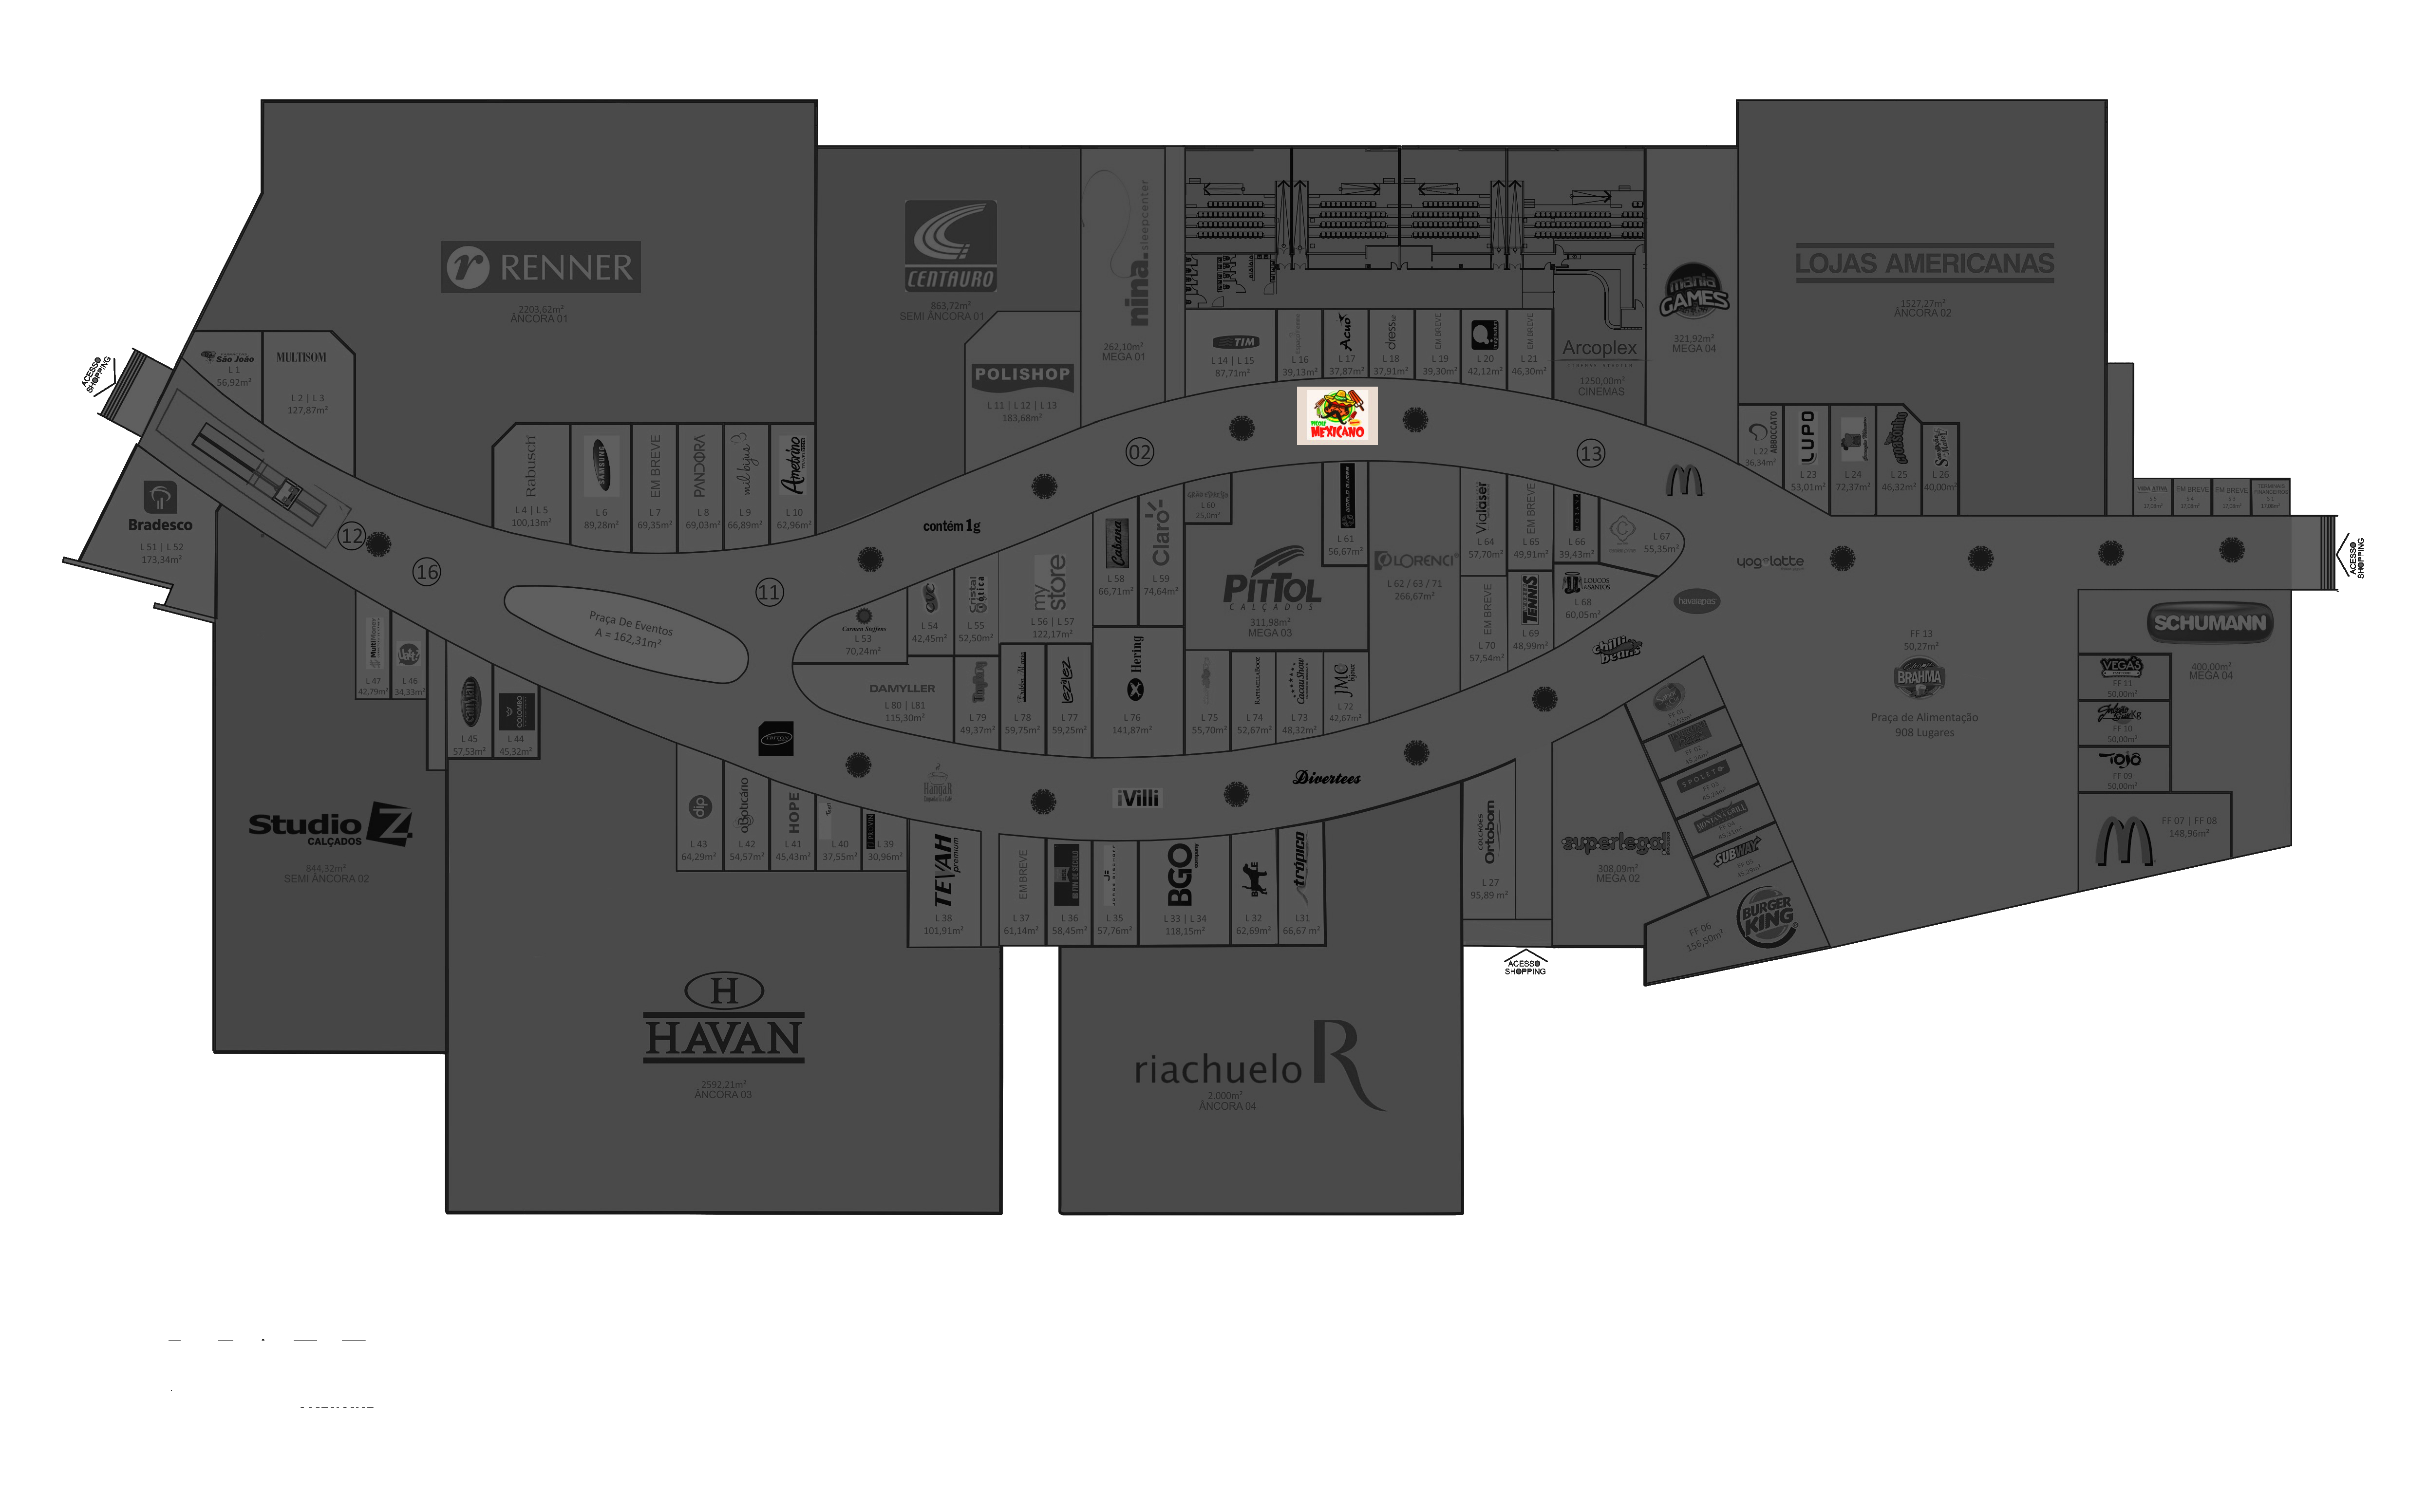 RENNER
2203,62m²
ÂNCORA 01
CENTAURO
863,72m²
SEMI ÂNCORA 01
nina.sleepcenter
262,10m²
MEGA 01
POLISHOP
L 11 | L 12 | L 13
183,68m²
TIM
L 14 | L 15
87,71m²
L 16
39,13m²
Acuo
L 17
37,87m²
dress
L 18
37,91m²
EM BREVE
L 19
39,30m²
L 20
42,12m²
EM BREVE
L 21
46,30m²
Arcoplex
1250,00m²
CINEMAS
mania GAMES
321,92m²
MEGA 04
LOJAS AMERICANAS
1527,27m²
ÂNCORA 02
ACESSO
SHOPPING
São João
L 1
56,92m²
MULTISOM
L 2 | L 3
127,87m²
Rabusch
L 4 | L 5
100,13m²
SAMSUNG
L 6
89,28m²
EM BREVE
L 7
69,35m²
PANDORA
L 8
69,03m²
mil bijus
L 9
66,89m²
Ametrino
L 10
62,96m²
PICOLÉ
MEXICANO
02
13
12
16
11
contém 1g
ABBOCCATO
L 22
36,34m²
LUPO
L 23
53,01m²
L 24
72,37m²
CroaSonho
L 25
46,32m²
L 26
40,00m²
EM BREVE
EM BREVE
ACESSO
SHOPPING
Bradesco
L 51 | L 52
173,34m²
Praça De Eventos
A = 162,31m²
Carmen Steffens
L 53
70,24m²
CVC
L 54
42,45m²
Cristal ótica
L 55
52,50m²
my store
L 56 | L 57
122,17m²
Cabana
L 58
66,71m²
Claro
L 59
74,64m²
L 60
25,0m²
PITTOL
CALÇADOS
311,98m²
MEGA 03
L 61
56,67m²
LORENCI
L 62 / 63 / 71
266,67m²
Vialaser
L 64
57,70m²
EM BREVE
L 65
49,91m²
L 66
39,43m²
L 67
55,35m²
LOUCOS & SANTOS
L 68
60,05m²
TENNIS
L 69
48,99m²
EM BREVE
L 70
57,54m²
yogolatte
havaianas
chilli beans
FF 13
50,27m²
BRAHMA
Praça de Alimentação
908 Lugares
SCHUMANN
400,00m²
MEGA 04
VEGAS
FF 11
50,00m²
FF 10
50,00m²
Tojô
FF 09
50,00m²
FF 07 | FF 08
148,96m²
L 47
42,79m²
L 46
34,33m²
L 45
57,53m²
COLOMBO
L 44
45,32m²
DAMYLLER
L 80 | L81
115,30m²
L 79
49,37m²
L 78
59,75m²
Lez a Lez
L 77
59,25m²
Hering
L 76
141,87m²
L 75
55,70m²
L 74
52,67m²
Cacau Show
L 73
48,32m²
JMC bijoux
L 72
42,67m²
iVilli
Divertees
Studio Z
CALÇADOS
844,32m²
SEMI ÂNCORA 02
dip
L 43
64,29m²
oBoticário
L 42
54,57m²
HOPE
L 41
45,43m²
L 40
37,55m²
L 39
30,96m²
TEVAH premium
L 38
101,91m²
EM BREVE
L 37
61,14m²
L 36
58,45m²
L 35
57,76m²
BGO company
L 33 | L 34
118,15m²
L 32
62,69m²
trópico
L31
66,67 m²
COLCHÕES
Ortobom
L 27
95,89 m²
superlegal
308,09m²
MEGA 02
SPOLETO
SUBWAY
BURGER KING
FF 06
156,50m²
ACESSO
SHOPPING
H
HAVAN
2592,21m²
ÂNCORA 03
riachuelo R
2.000m²
ÂNCORA 04